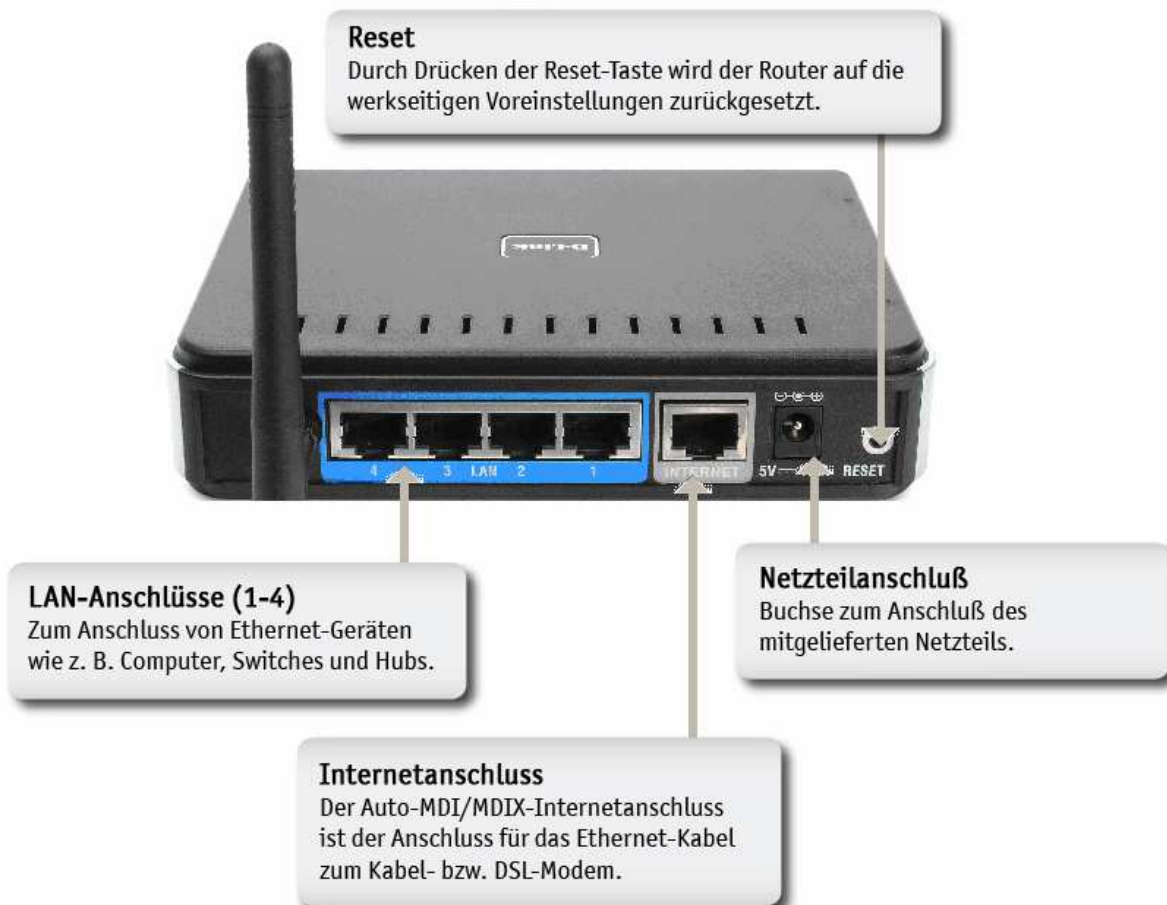 Reset
Durch Drücken der Reset-Taste wird der Router auf die
werkseitigen Voreinstellungen zurückgesetzt.
D-Link
4 3 LAN 2 1
INTERNET
5V
RESET
LAN-Anschlüsse (1-4)
Zum Anschluss von Ethernet-Geräten
wie z. B. Computer, Switches und Hubs.
Netzteilanschluß
Buchse zum Anschluß des
mitgelieferten Netzteils.
Internetanschluss
Der Auto-MDI/MDIX-Internetanschluss
ist der Anschluss für das Ethernet-Kabel
zum Kabel- bzw. DSL-Modem.